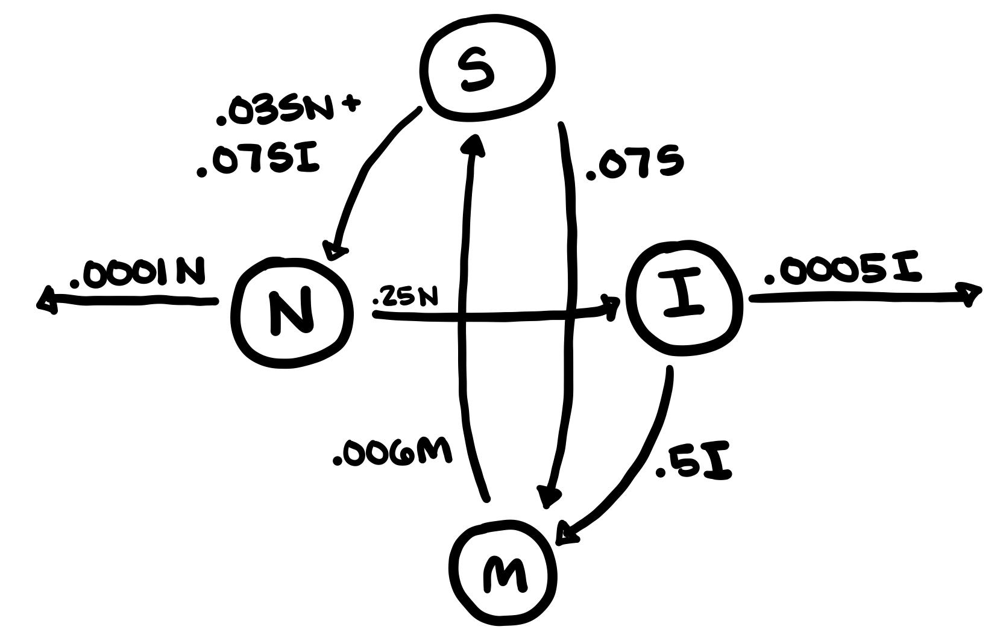 S
.03SN+
.07SI
.07S
.0001N
N
.25N
I
.0005I
.006M
.5I
M